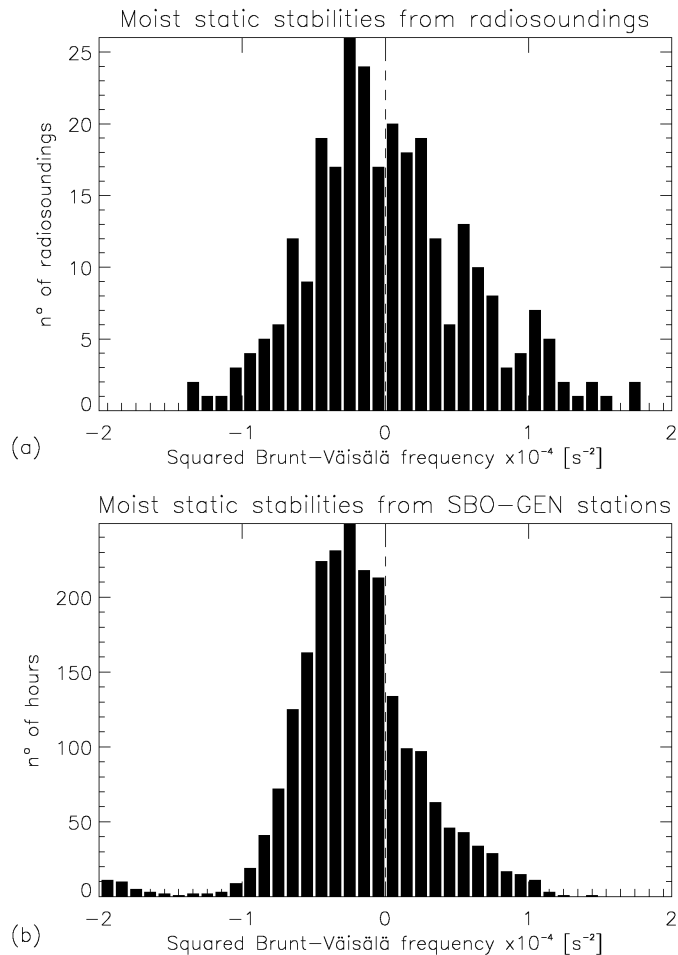 Moist static stabilities from radiosoundings
25
20
15
10
5
0
n° of radiosoundings
−2 −1 0 1 2
(a)
Squared Brunt−Väisälä frequency x10⁻⁴ [s⁻²]
Moist static stabilities from SBO−GEN stations
200
150
100
50
0
n° of hours
−2 −1 0 1 2
(b)
Squared Brunt−Väisälä frequency x10⁻⁴ [s⁻²]